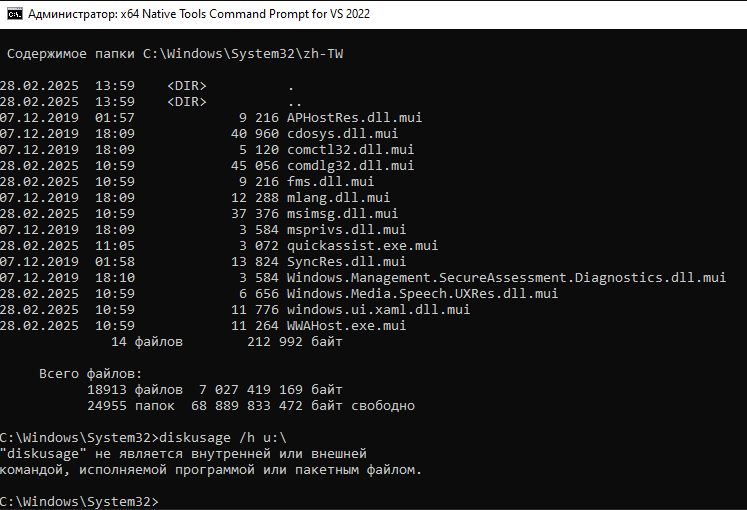 Администратор: x64 Native Tools Command Prompt for VS 2022
Содержимое папки C:\Windows\System32\zh-TW
28.02.2025  13:59    <DIR>          .
28.02.2025  13:59    <DIR>          ..
07.12.2019  01:57             9 216 APHostRes.dll.mui
07.12.2019  18:09            40 960 cdosys.dll.mui
07.12.2019  18:09             5 120 comctl32.dll.mui
28.02.2025  10:59            45 056 comdlg32.dll.mui
28.02.2025  10:59             9 216 fms.dll.mui
07.12.2019  18:09            12 288 mlang.dll.mui
28.02.2025  10:59            37 376 msimsg.dll.mui
07.12.2019  18:09             3 584 msprivs.dll.mui
28.02.2025  11:05             3 072 quickassist.exe.mui
07.12.2019  01:58            13 824 SyncRes.dll.mui
07.12.2019  18:10             3 584 Windows.Management.SecureAssessment.Diagnostics.dll.mui
28.02.2025  10:59             6 656 Windows.Media.Speech.UXRes.dll.mui
28.02.2025  10:59            11 776 windows.ui.xaml.dll.mui
28.02.2025  10:59            11 264 WWAHost.exe.mui
14 файлов        212 992 байт
Всего файлов:
18913 файлов  7 027 419 169 байт
24955 папок  68 889 833 472 байт свободно
C:\Windows\System32>diskusage /h u:\
"diskusage" не является внутренней или внешней
командой, исполняемой программой или пакетным файлом.
C:\Windows\System32>